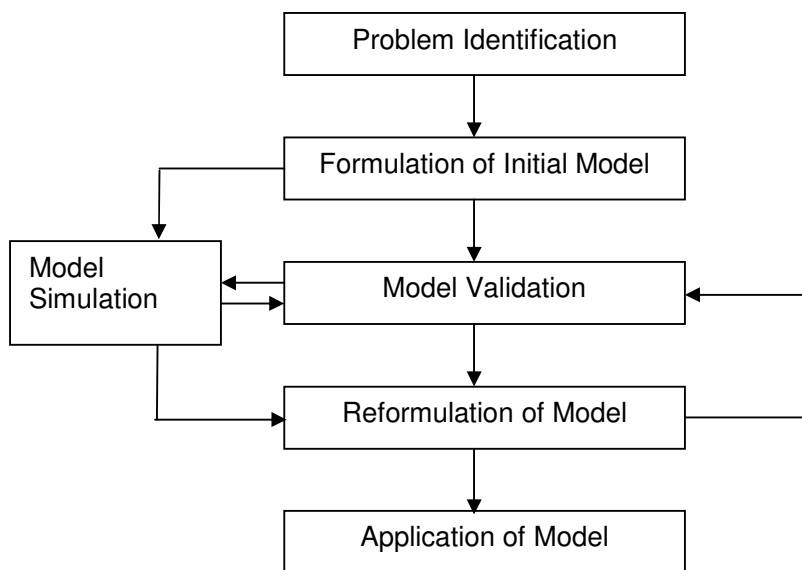 Problem Identification
Formulation of Initial Model
Model
Simulation
Model Validation
Reformulation of Model
Application of Model